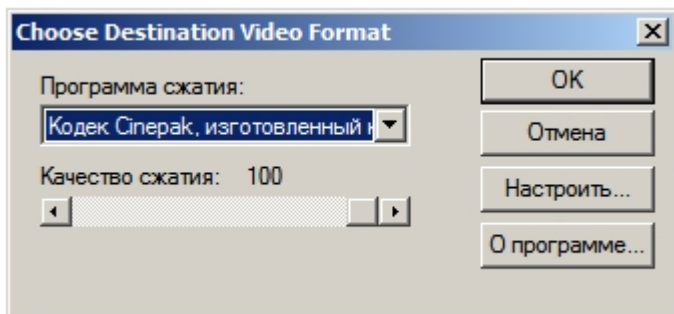 Choose Destination Video Format
Программа сжатия:
Кодек Cinepak, изготовленный
Качество сжатия: 100
OK
Отмена
Настроить...
О программе...